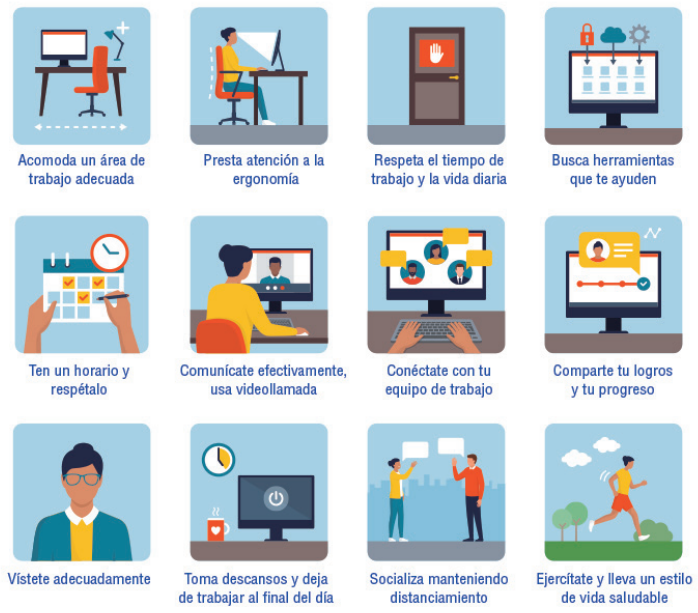 Acomoda un área de
trabajo adecuada
Presta atención a la
ergonomía
Respeta el tiempo de
trabajo y la vida diaria
Busca herramientas
que te ayuden
Ten un horario y
respétalo
Comunícate efectivamente,
usa videollamada
Conéctate con tu
equipo de trabajo
Comparte tu logros
y tu progreso
Vístete adecuadamente
Toma descansos y deja
de trabajar al final del día
Socializa manteniendo
distanciamiento
Ejercítate y lleva un estilo
de vida saludable